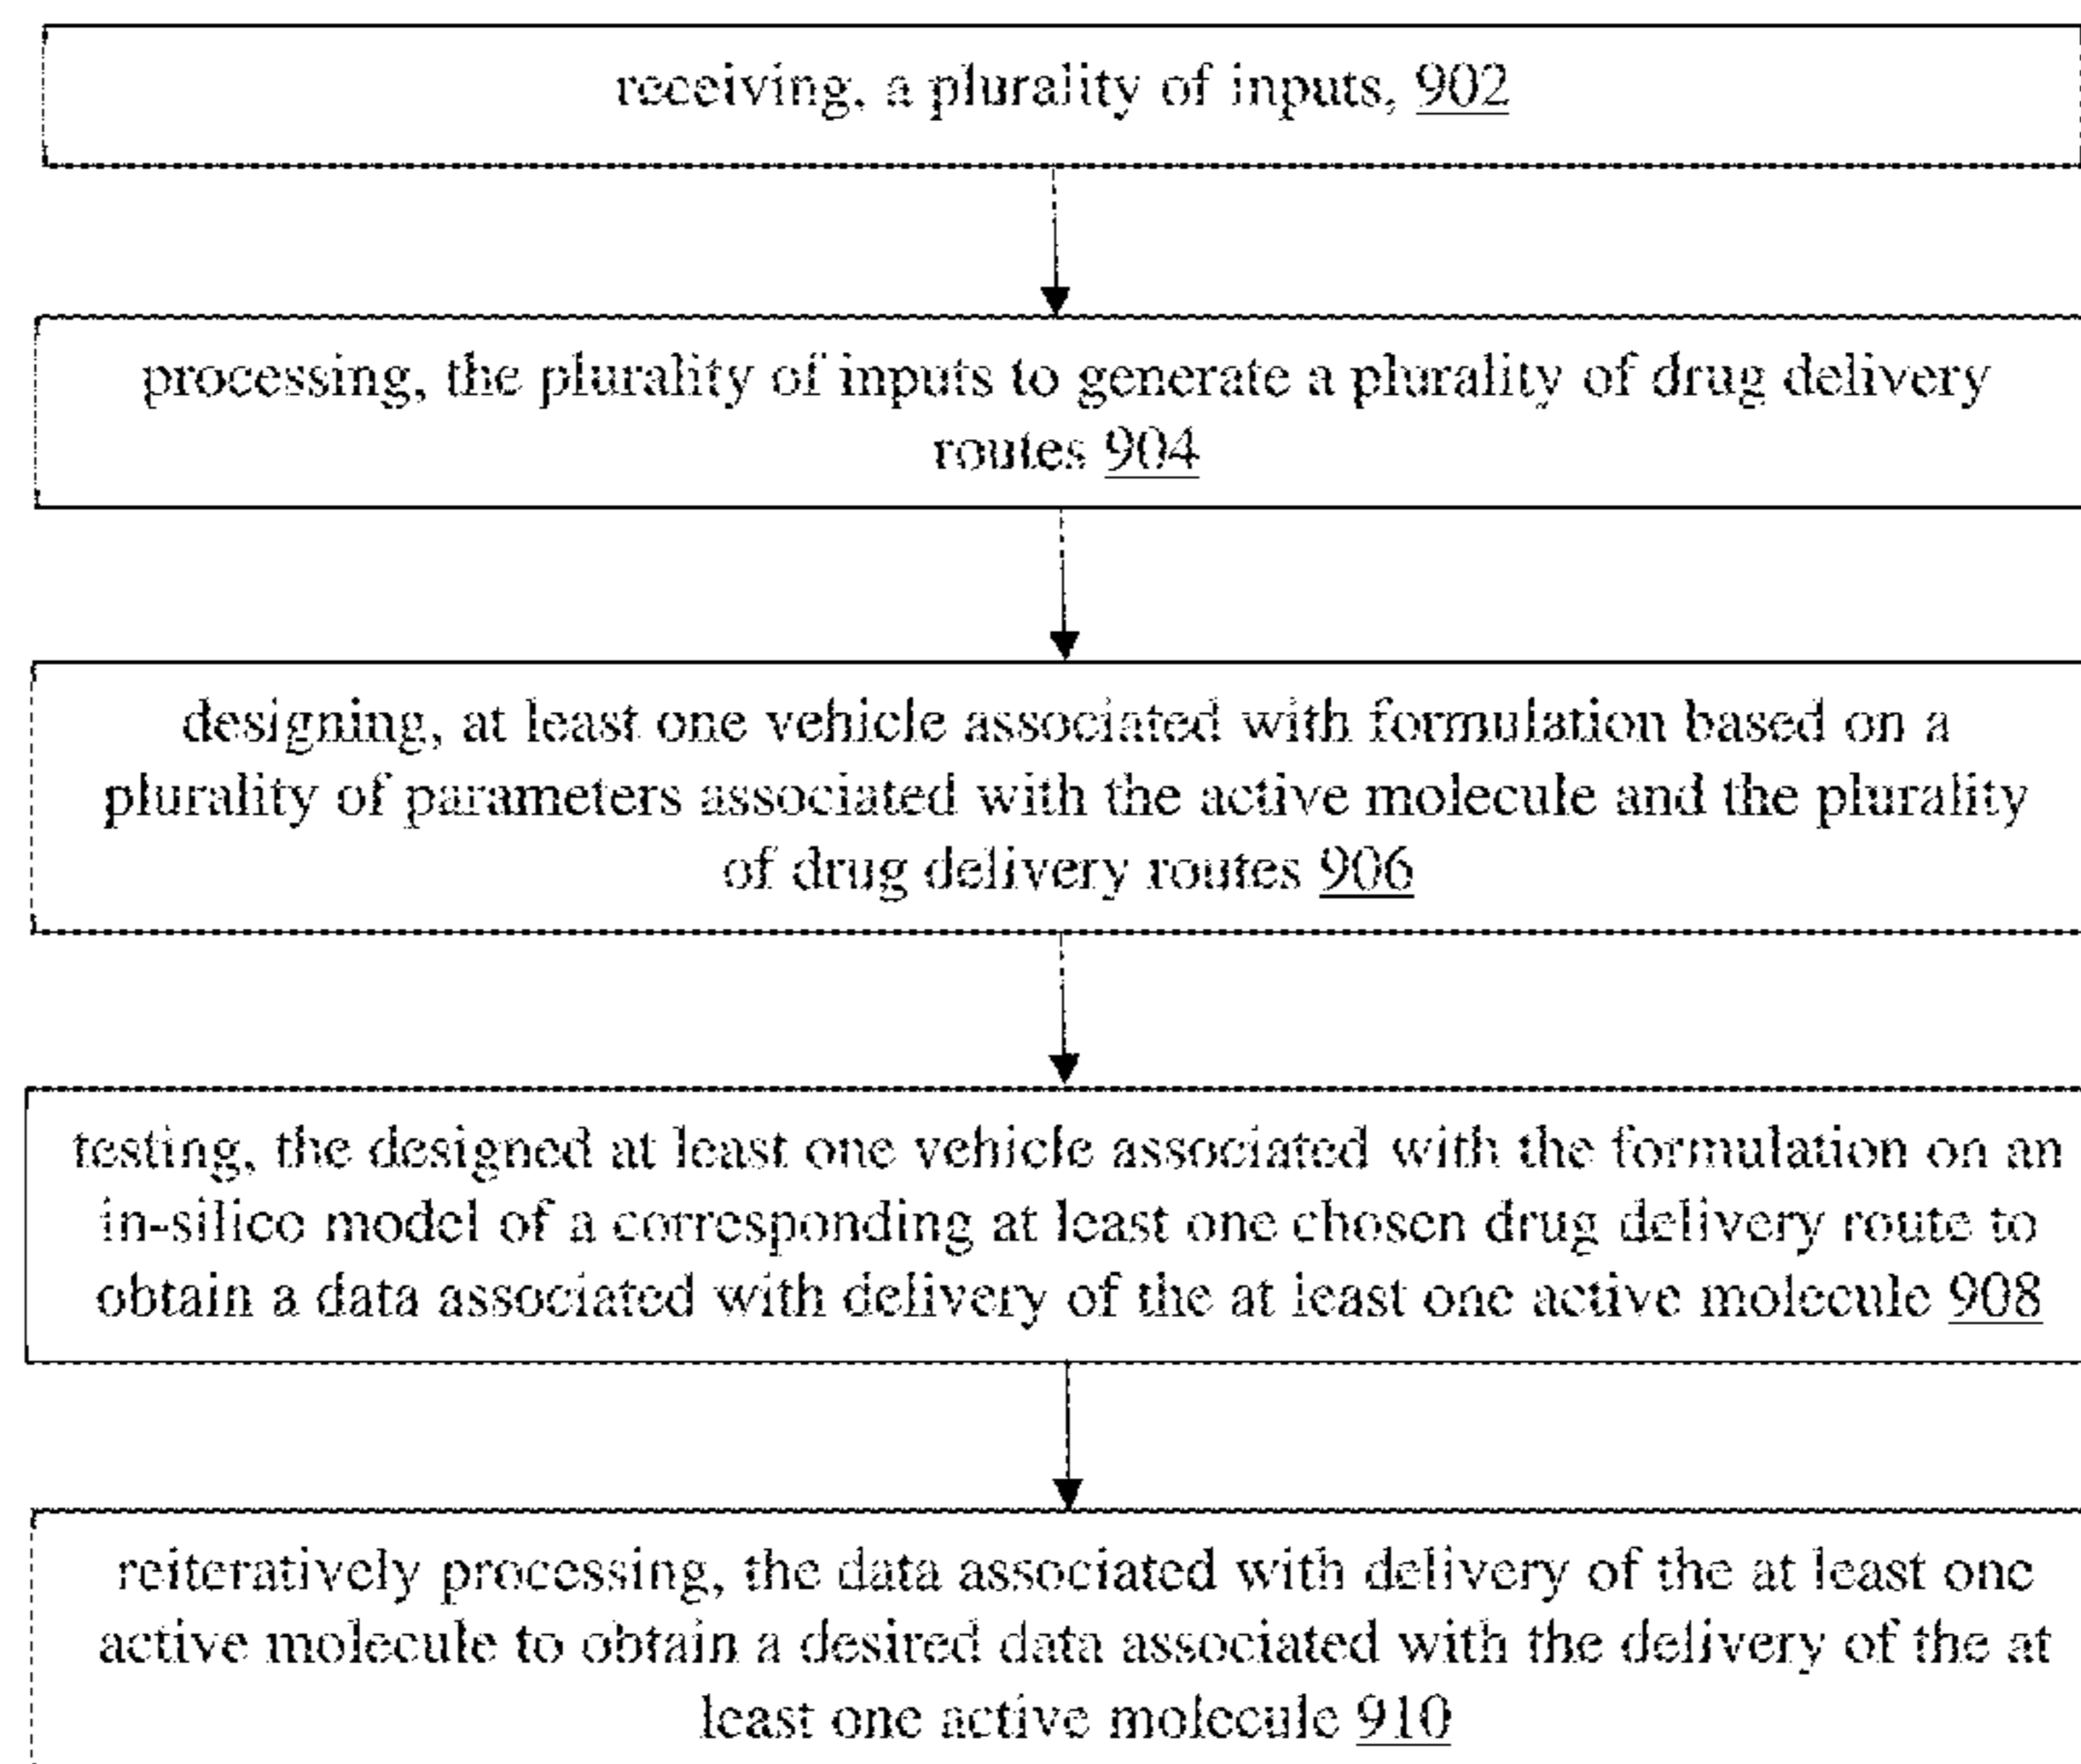 receiving, a plurality of inputs, 902
processing, the plurality of inputs to generate a plurality of drug delivery
routes 904
designing, at least one vehicle associated with formulation based on a
plurality of parameters associated with the active molecule and the plurality
of drug delivery routes 906
testing, the designed at least one vehicle associated with the formulation on an
in-silico model of a corresponding at least one chosen drug delivery route to
obtain a data associated with delivery of the at least one active molecule 908
reiteratively processing, the data associated with delivery of the at least one
active molecule to obtain a desired data associated with the delivery of the at
least one active molecule 910